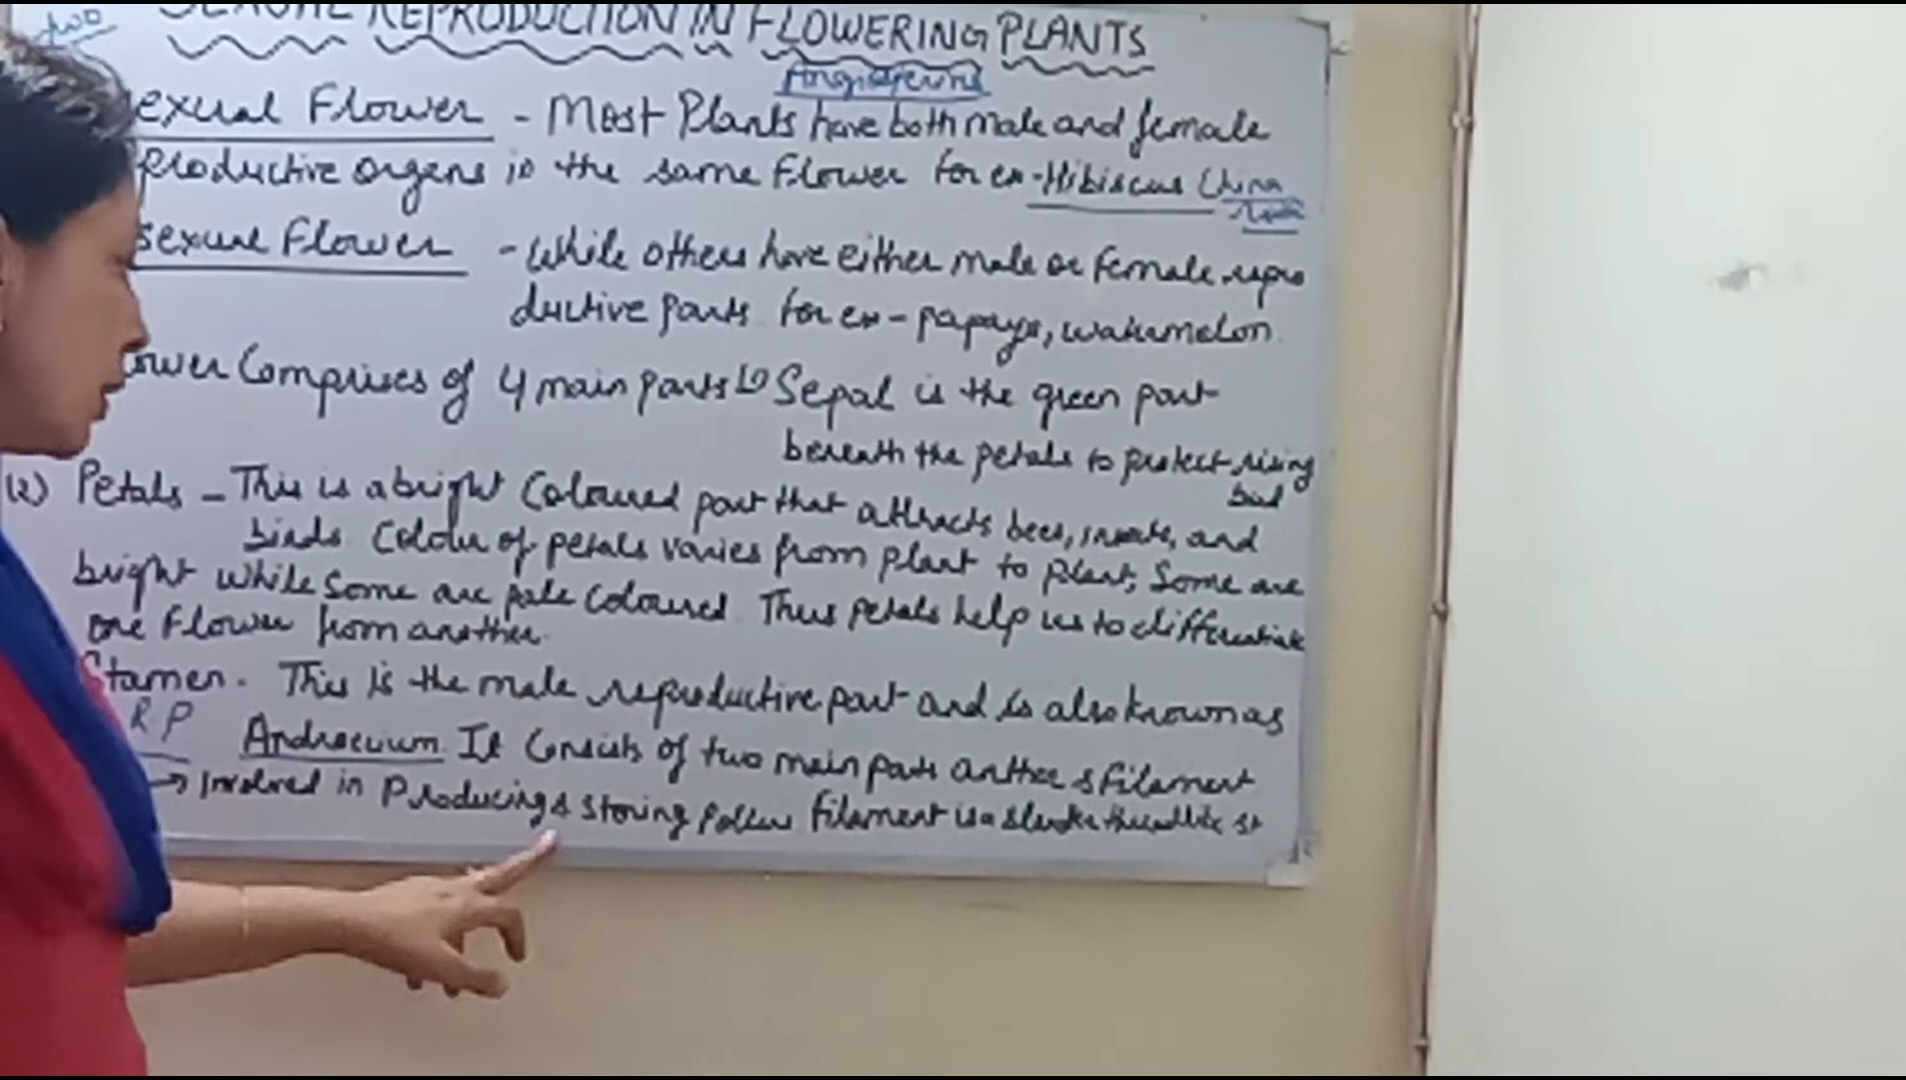 two
SEXUAL REPRODUCTION IN FLOWERING PLANTS
Angiosperms
exual Flower - Most Plants have both male and female
productive organs in the same Flower for ex - Hibiscus China
sexual Flower - While others have either male or female repro
ductive parts for ex - papaya, watermelon.
ower Comprises of 4 main parts (1) Sepal is the green part
beneath the petals to protect rising
bud
(2) Petals - This is a bright Coloured part that attracts bees, insects, and
birds. Colour of petals varies from plant to plant, Some are
bright while some are pale coloured. Thus petals help us to differentiate
one flower from another.
Stamen. This is the male reproductive part and is also known as
R P Androecium. It Consists of two main parts anther & filament
→ Involved in Producing & storing pollens filament is a slender threadlike st